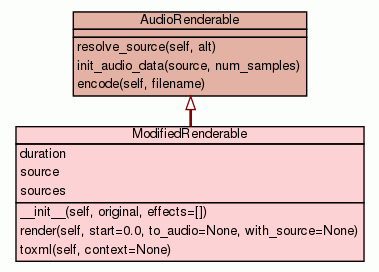 AudioRenderable
resolve_source(self, alt)
init_audio_data(source, num_samples)
encode(self, filename)
ModifiedRenderable
duration
source
sources
__init__(self, original, effects=[])
render(self, start=0.0, to_audio=None, with_source=None)
toxml(self, context=None)